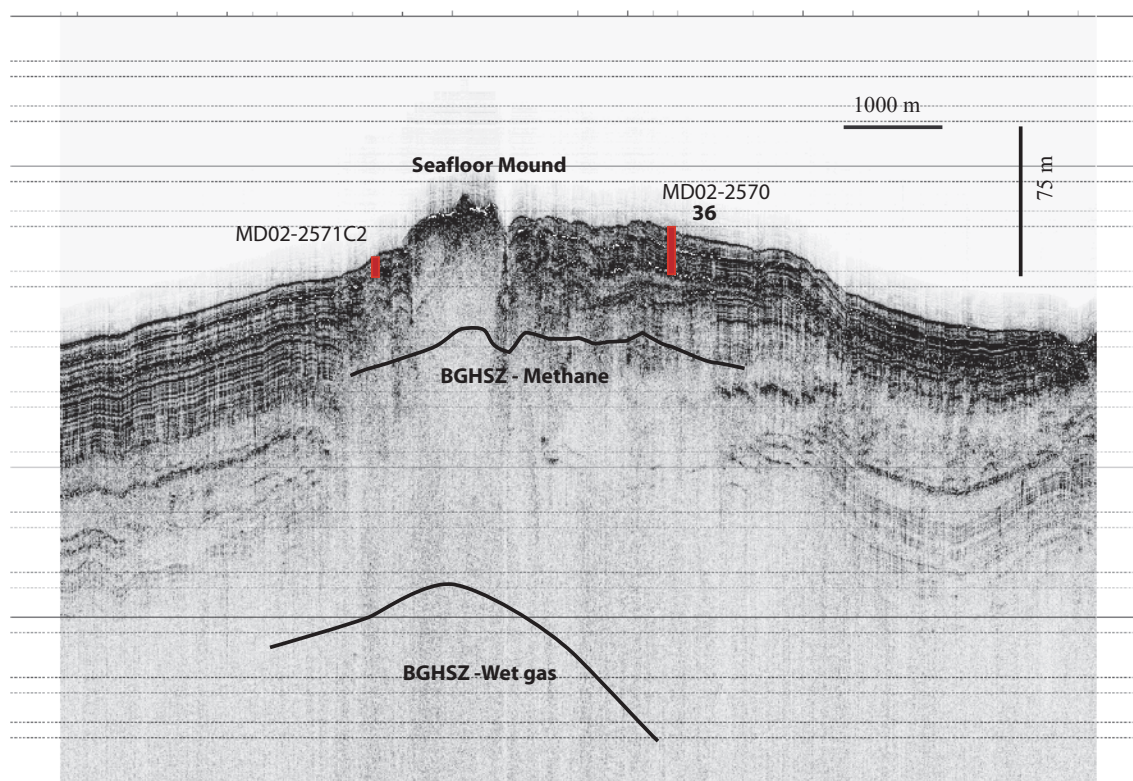 1000 m
75 m
Seafloor Mound
MD02-2570
36
MD02-2571C2
BGHSZ - Methane
BGHSZ -Wet gas